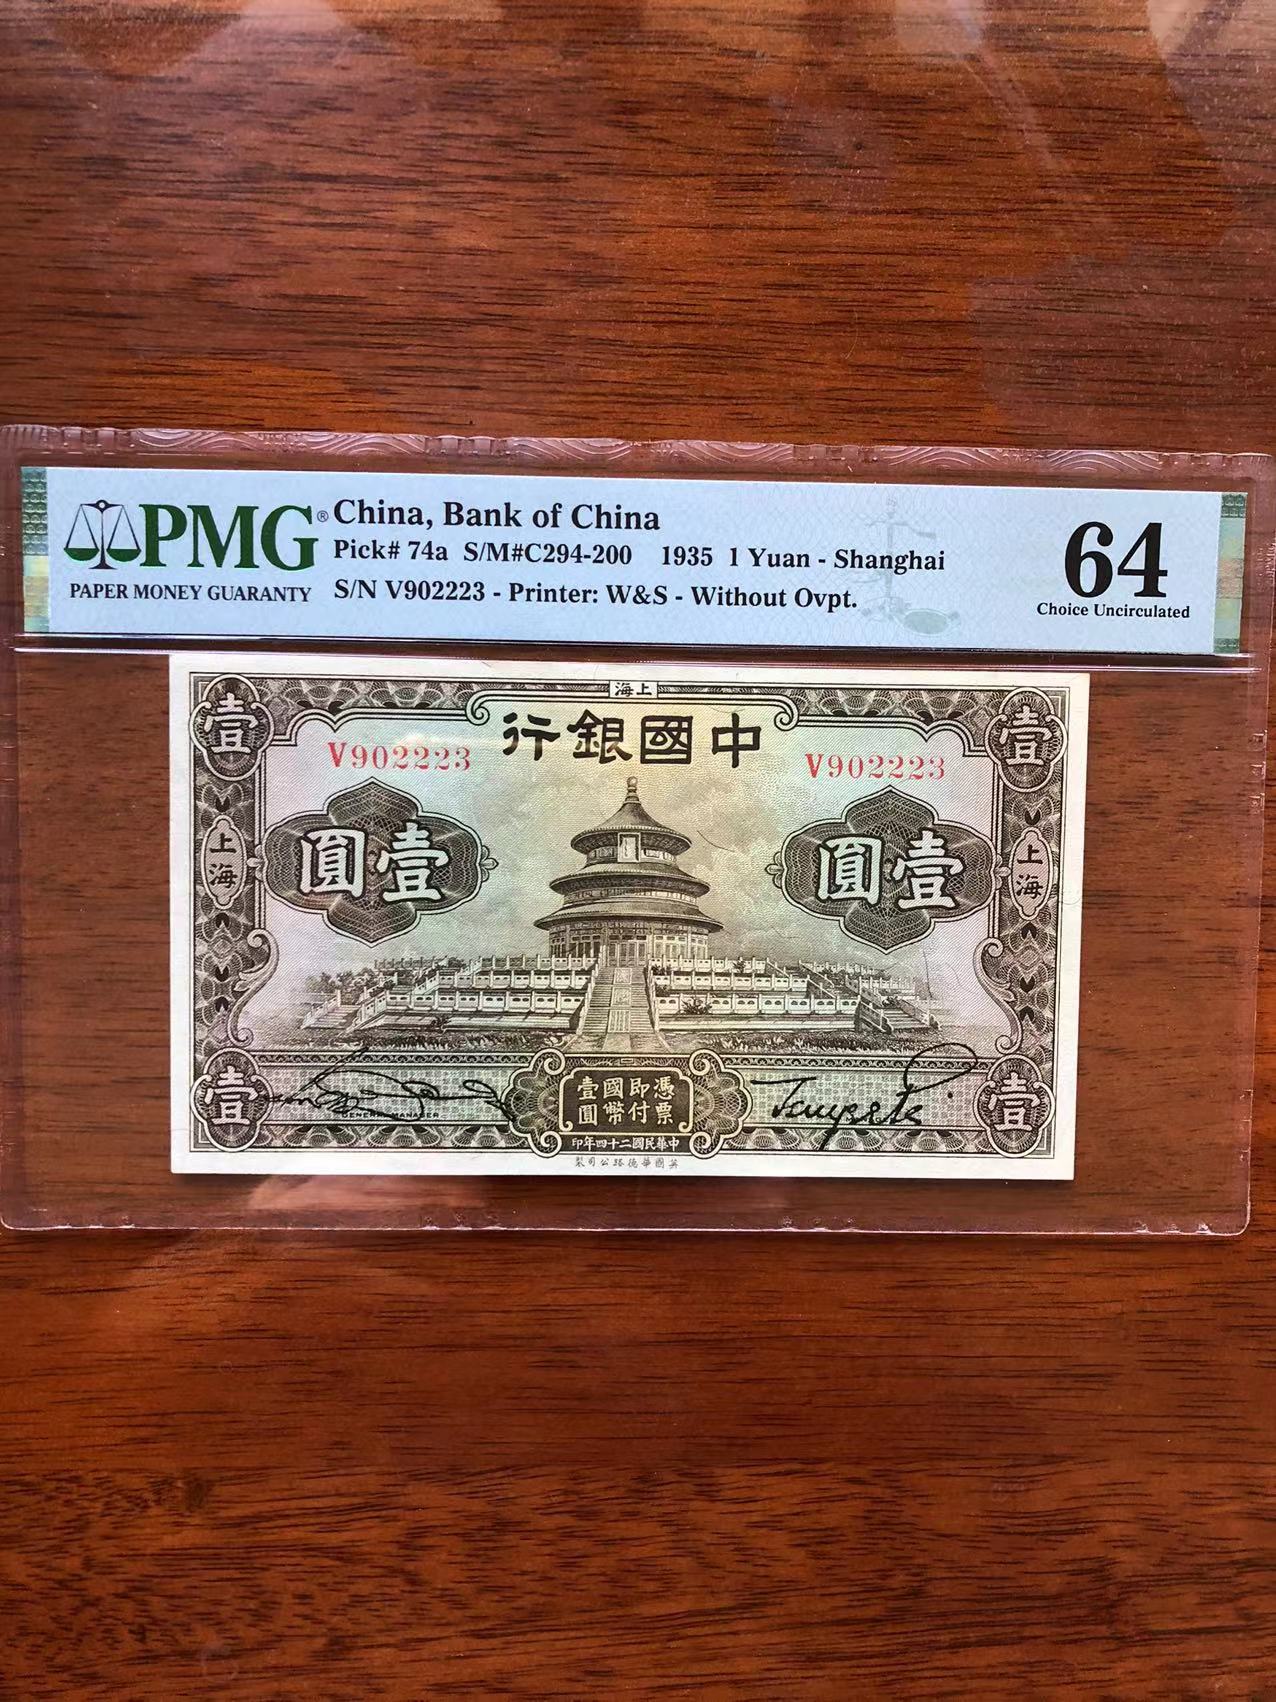 PMG®
PAPER MONEY GUARANTY
China, Bank of China
Pick# 74a S/M#C294-200 1935 1 Yuan - Shanghai
S/N V902223 - Printer: W&S - Without Ovpt.
64
Choice Uncirculated
海上
壹
壹
行銀國中
V902223
V902223
圓壹
圓壹
上海
上海
壹
壹
憑票
即付
國幣
壹圓
GENERAL MANAGER
印年四十二國民華中
製司公路德華國英